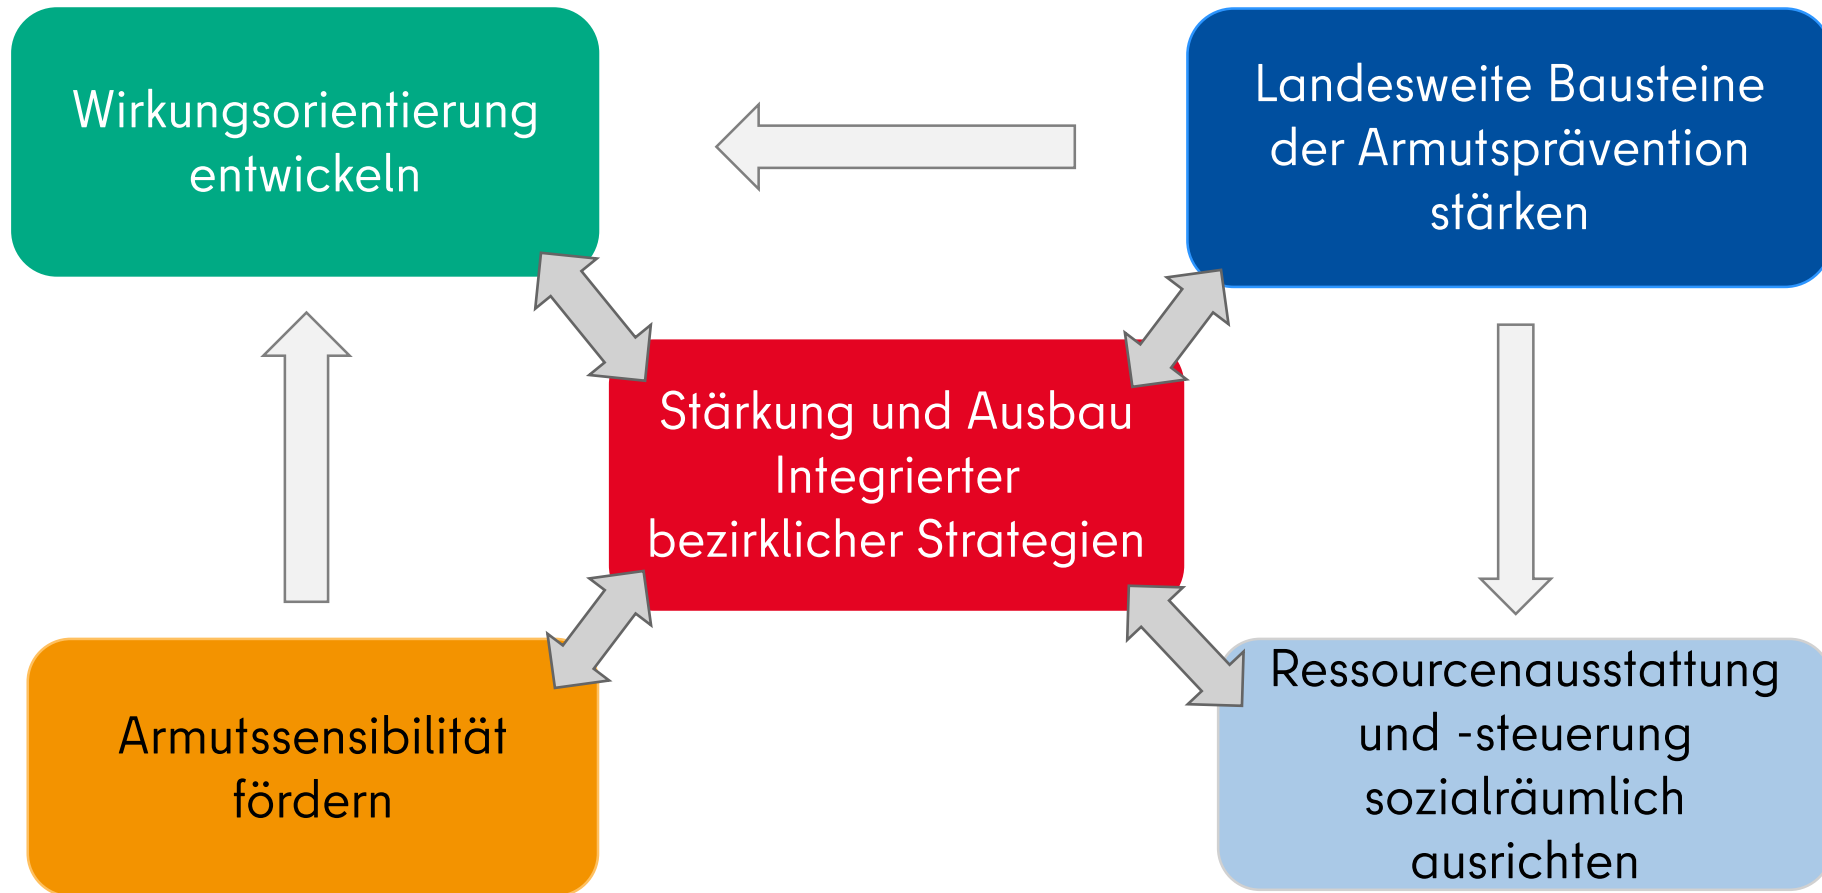 Wirkungsorientierung
entwickeln
Landesweite Bausteine
der Armutsprävention
stärken
Stärkung und Ausbau
Integrierter
bezirklicher Strategien
Armutssensibilität
fördern
Ressourcenausstattung
und -steuerung
sozialräumlich
ausrichten